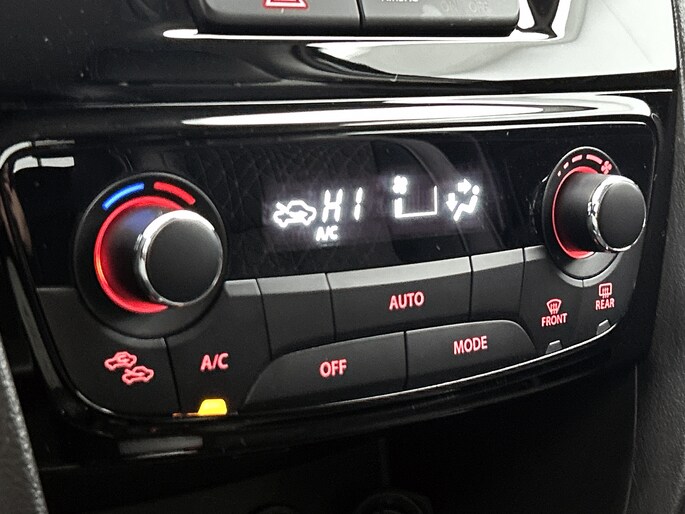 HI
A/C
AUTO
A/C
OFF
MODE
FRONT
REAR